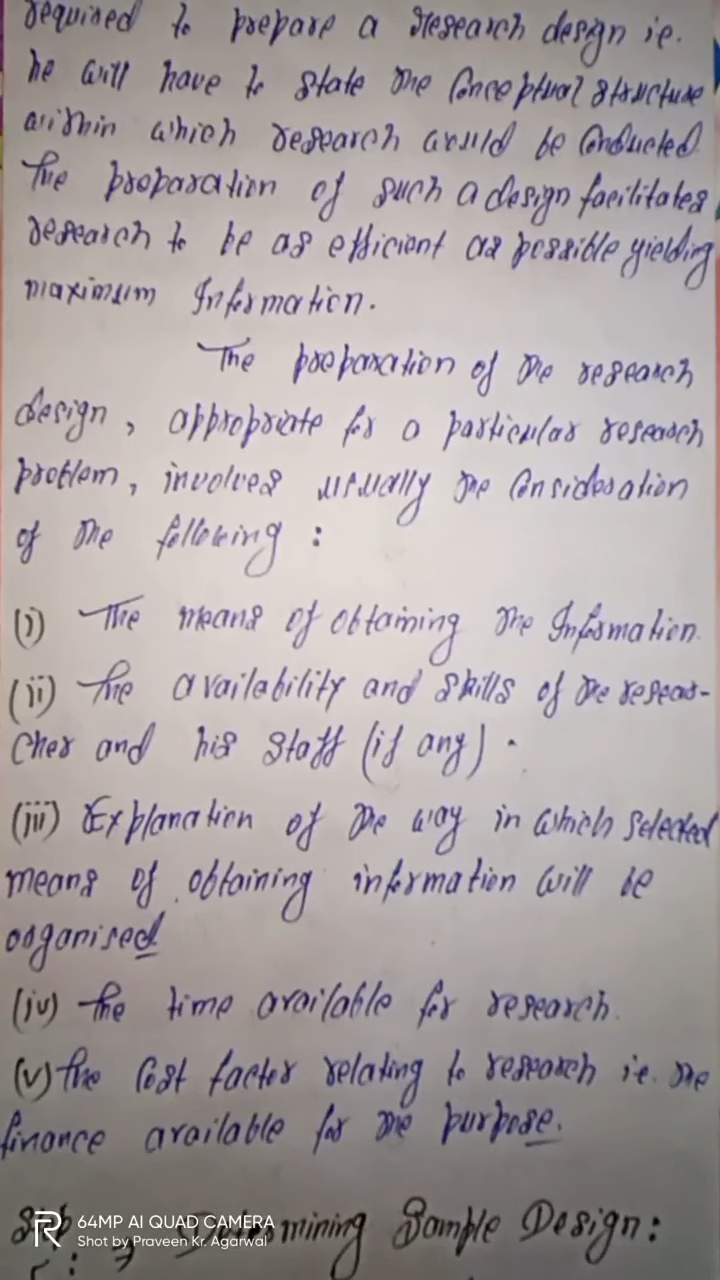 required to prepare a research design ie.
he will have to state the Conceptual structure
within which research would be Conducted.
The preparation of such a design facilitates
research to be as efficient as possible yielding
maximum Information.
The preparation of the research
design, appropriate for a particular research
problem, involves usually the Consideration
of the following :
(i) The means of obtaining the Information.
(ii) The availability and skills of the resear-
cher and his staff (if any).
(iii) Explanation of the way in which selected
means of obtaining information will be
organised.
(iv) The time available for research.
(v) The Cost factor relating to research i.e. the
finance available for the purpose.
Step Determining Sample Design:
5: →
R 64MP AI QUAD CAMERA
Shot by Praveen Kr. Agarwal